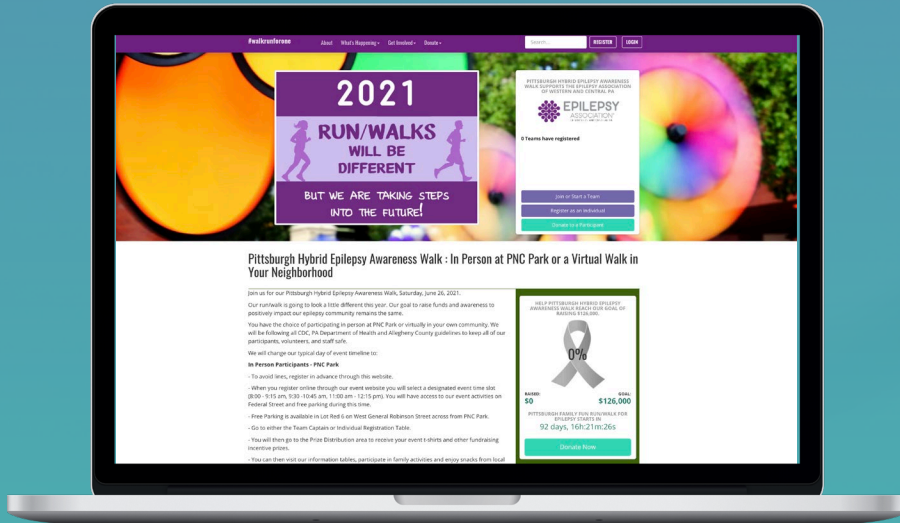 #walkrunforone
About What's Happening Get Involved Donate
Search...
REGISTER LOGIN
2021
RUN/WALKS
WILL BE
DIFFERENT
BUT WE ARE TAKING STEPS
INTO THE FUTURE!
PITTSBURGH HYBRID EPILEPSY AWARENESS
WALK SUPPORTS THE EPILEPSY ASSOCIATION
OF WESTERN AND CENTRAL PA
EPILEPSY
ASSOCIATION
0 Teams have registered
Join or Start a Team
Register as an Individual
Donate to a Participant
Pittsburgh Hybrid Epilepsy Awareness Walk : In Person at PNC Park or a Virtual Walk in
Your Neighborhood
Join us for our Pittsburgh Hybrid Epilepsy Awareness Walk, Saturday, June 26, 2021.
Our run/walk is going to look a little different this year. Our goal to raise funds and awareness to
positively impact our epilepsy community remains the same.
You have the choice of participating in person at PNC Park or virtually in your own community. We
will be following all CDC, PA Department of Health and Allegheny County guidelines to keep all of our
participants, volunteers, and staff safe.
We will change our typical day of event timeline to:
In Person Participants - PNC Park
- To avoid lines, register in advance through this website.
- When you register online through our event website you will select a designated event time slot
(8:00 - 9:15 am, 9:30 -10:45 am, 11:00 am - 12:15 pm). You will have access to our event activities on
Federal Street and free parking during this time.
- Free Parking is available in Lot Red 6 on West General Robinson Street across from PNC Park.
- Go to either the Team Captain or Individual Registration Table.
- You will then go to the Prize Distribution area to receive your event t-shirts and other fundraising
incentive prizes.
- You can then visit our information tables, participate in family activities and enjoy snacks from local
HELP PITTSBURGH HYBRID EPILEPSY
AWARENESS WALK REACH OUR GOAL OF
RAISING $126,000.
0%
RAISED: GOAL:
$0 $126,000
PITTSBURGH FAMILY FUN RUN/WALK FOR
EPILEPSY STARTS IN
92 days, 16h:21m:26s
Donate Now